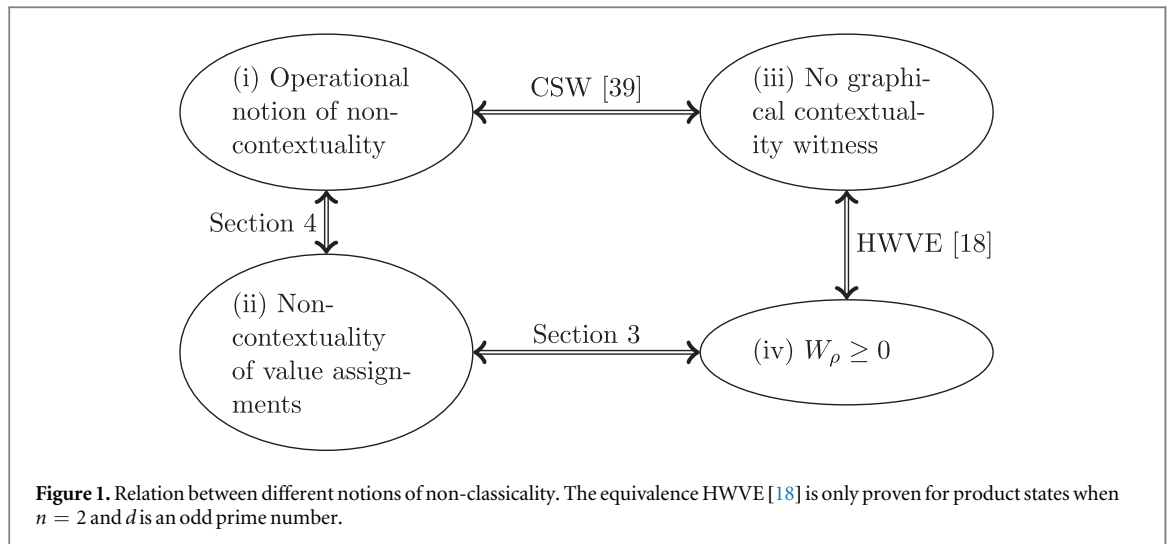 (i) Operational
notion of non-
contextuality
CSW [39]
(iii) No graphi-
cal contextual-
ity witness
Section 4
HWVE [18]
(ii) Non-
contextuality
of value assign-
ments
Section 3
(iv) Wρ ≥ 0
Figure 1. Relation between different notions of non-classicality. The equivalence HWVE [18] is only proven for product states when
n = 2 and d is an odd prime number.